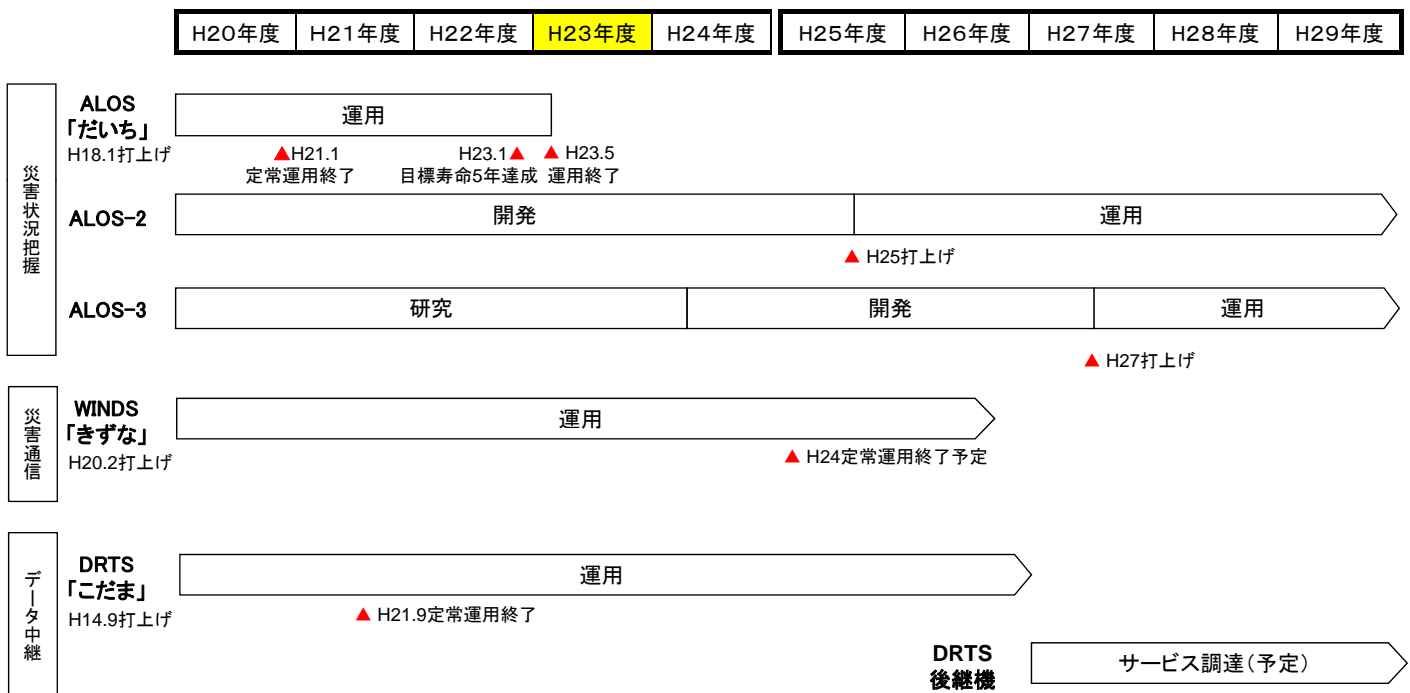 H20年度 H21年度 H22年度 H23年度 H24年度 H25年度 H26年度 H27年度 H28年度 H29年度
災害状況把握
ALOS
「だいち」
H18.1打上げ
運用
▲H21.1
定常運用終了
H23.1▲
目標寿命5年達成
▲ H23.5
運用終了
ALOS-2
開発
運用
▲ H25打上げ
ALOS-3
研究
開発
運用
▲ H27打上げ
災害通信
WINDS
「きずな」
H20.2打上げ
運用
▲ H24定常運用終了予定
データ中継
DRTS
「こだま」
H14.9打上げ
運用
▲ H21.9定常運用終了
DRTS
後継機
サービス調達(予定)